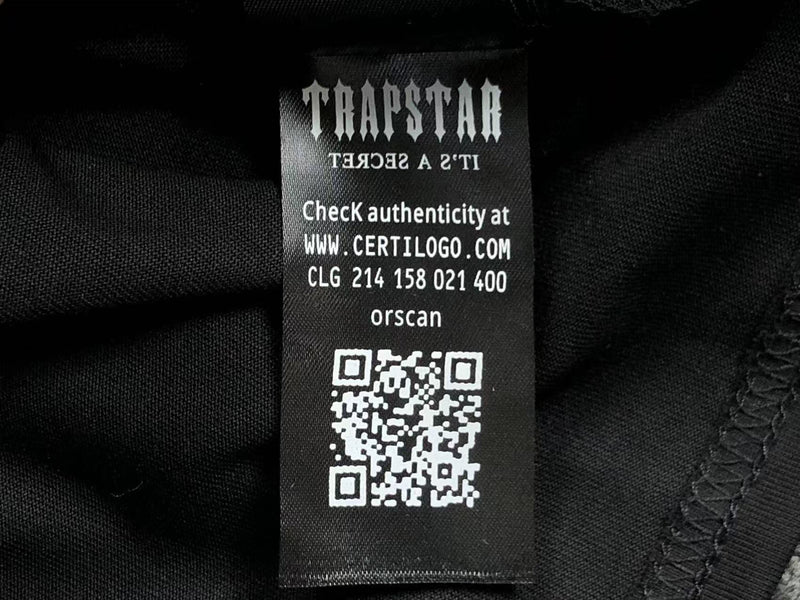 TRAPSTAR
IT'S A SECRET
ChecK authenticity at
WWW.CERTILOGO.COM
CLG 214 158 021 400
orscan